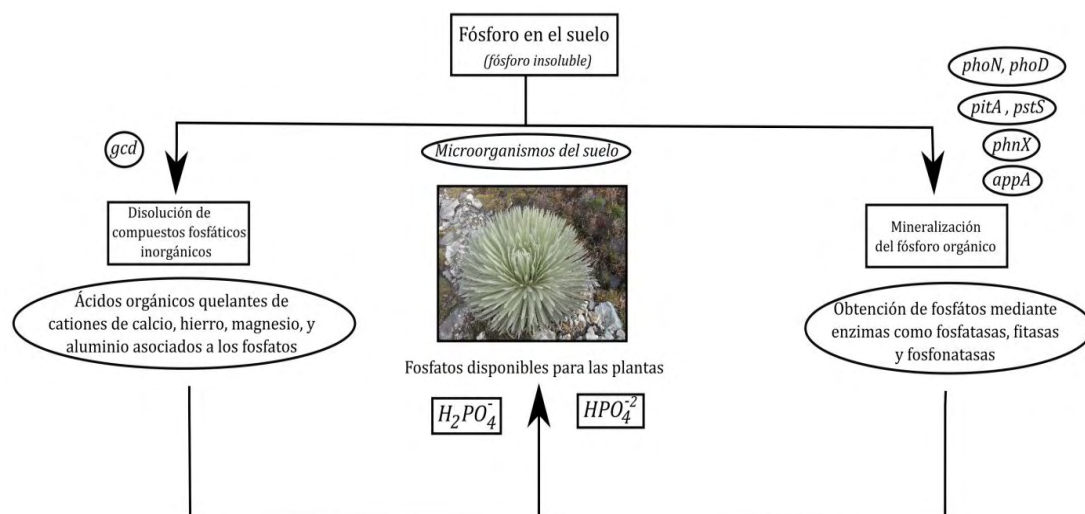 Fósforo en el suelo
(fósforo insoluble)
phoN, phoD
pitA , pstS
phnX
appA
gcd
Microorganismos del suelo
Disolución de
compuestos fosfáticos
inorgánicos
Mineralización
del fósforo orgánico
Ácidos orgánicos quelantes de
cationes de calcio, hierro, magnesio, y
aluminio asociados a los fosfatos
Obtención de fosfátos mediante
enzimas como fosfatasas, fitasas
y fosfonatasas
Fosfatos disponibles para las plantas
H₂PO₄⁻
HPO₄⁻²